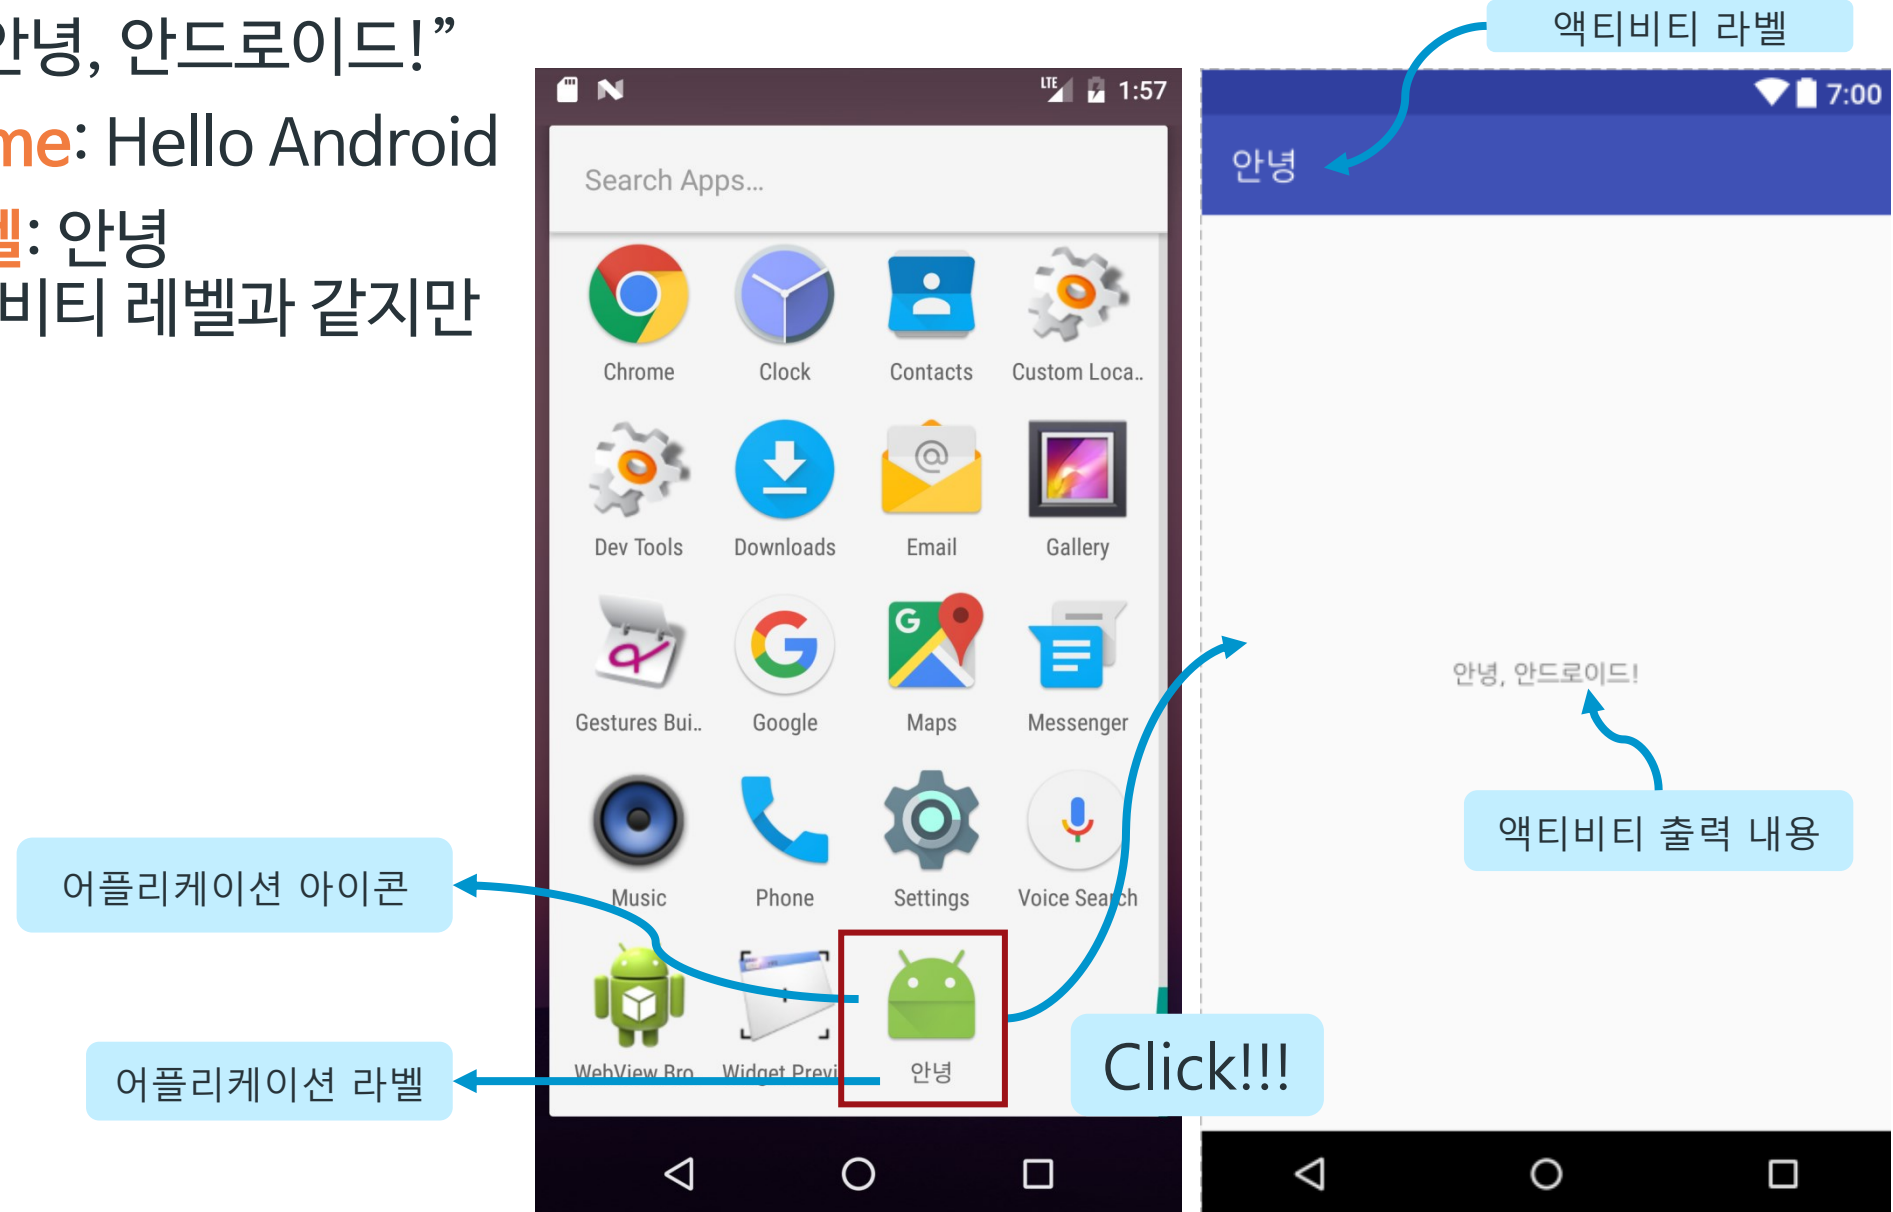 안녕, 안드로이드!”
me: Hello Android
벨: 안녕
비티 레벨과 같지만
액티비티 라벨
1:57
Search Apps...
Chrome
Clock
Contacts
Custom Loca..
Dev Tools
Downloads
Email
Gallery
Gestures Bui..
Google
Maps
Messenger
Music
Phone
Settings
Voice Search
WebView Bro
Widget Previ
안녕
LTE
7:00
안녕
안녕, 안드로이드!
액티비티 출력 내용
어플리케이션 아이콘
어플리케이션 라벨
Click!!!